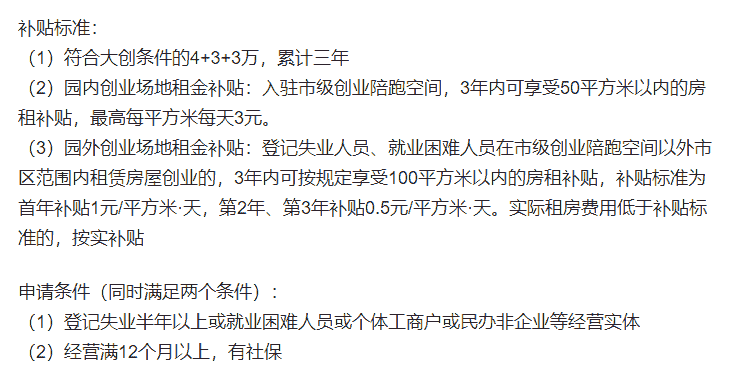 补贴标准：
（1）符合大创条件的4+3+3万，累计三年
（2）园内创业场地租金补贴：入驻市级创业陪跑空间，3年内可享受50平方米以内的房
租补贴，最高每平方米每天3元。
（3）园外创业场地租金补贴：登记失业人员、就业困难人员在市级创业陪跑空间以外市
区范围内租赁房屋创业的，3年内可按规定享受100平方米以内的房租补贴，补贴标准为
首年补贴1元/平方米·天，第2年、第3年补贴0.5元/平方米·天。实际租房费用低于补贴标
准的，按实补贴
申请条件（同时满足两个条件）：
（1）登记失业半年以上或就业困难人员或个体工商户或民办非企业等经营实体
（2）经营满12个月以上，有社保